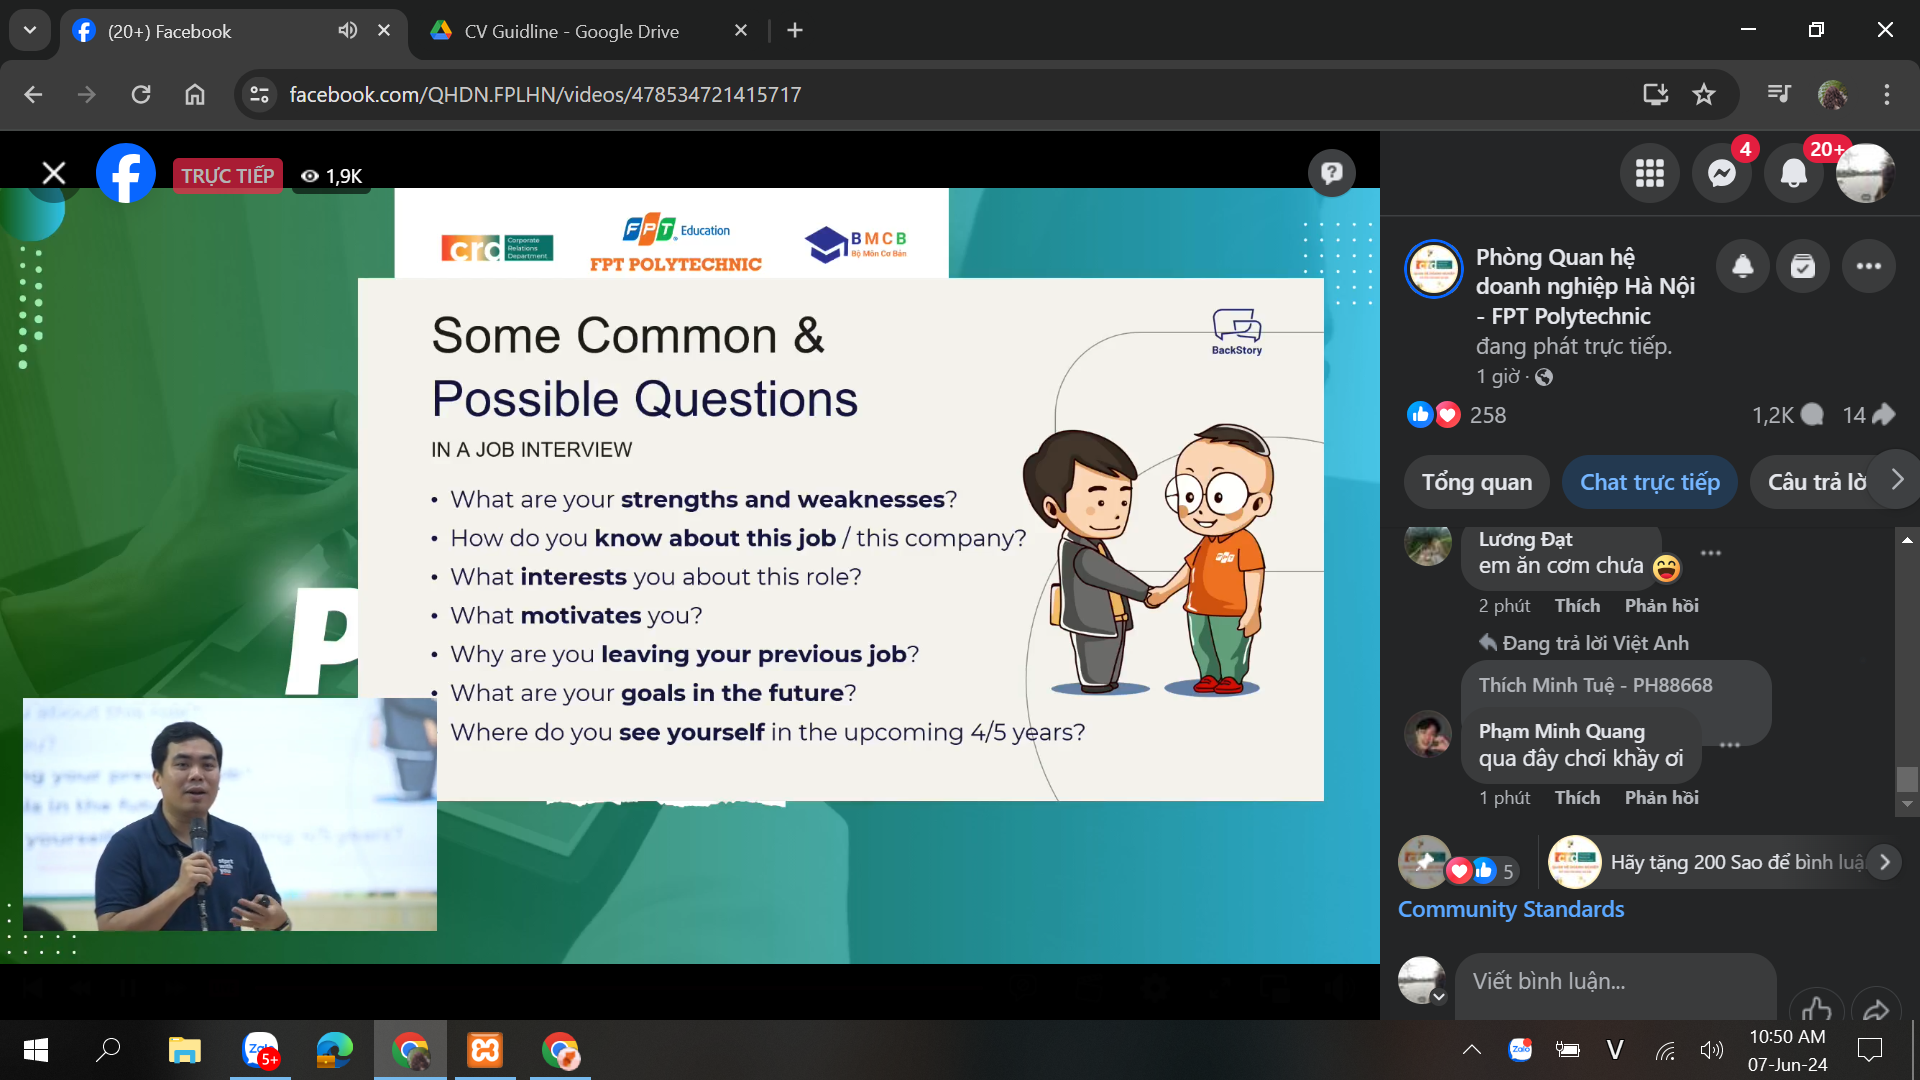 (20+) Facebook
CV Guidline - Google Drive
facebook.com/QHDN.FPLHN/videos/478534721415717
TRỰC TIẾP
1,9K
crd Corporate Relations Department
FPT Education
FPT POLYTECHNIC
BMCB
Bộ Môn Cơ Bản
Some Common &
Possible Questions
IN A JOB INTERVIEW
BackStory
• What are your strengths and weaknesses?
• How do you know about this job / this company?
• What interests you about this role?
• What motivates you?
• Why are you leaving your previous job?
• What are your goals in the future?
Where do you see yourself in the upcoming 4/5 years?
P
4
20+
Phòng Quan hệ
doanh nghiệp Hà Nội
- FPT Polytechnic
đang phát trực tiếp.
1 giờ ·
258
1,2K
14
Tổng quan
Chat trực tiếp
Câu trả lờ
Lương Đạt
em ăn cơm chưa
2 phút Thích Phản hồi
Đang trả lời Việt Anh
Thích Minh Tuệ - PH88668
Phạm Minh Quang
qua đây chơi khầy ơi
1 phút Thích Phản hồi
5
Hãy tặng 200 Sao để bình luậ
Community Standards
Viết bình luận...
Zalo
5+
Zalo
V
10:50 AM
07-Jun-24